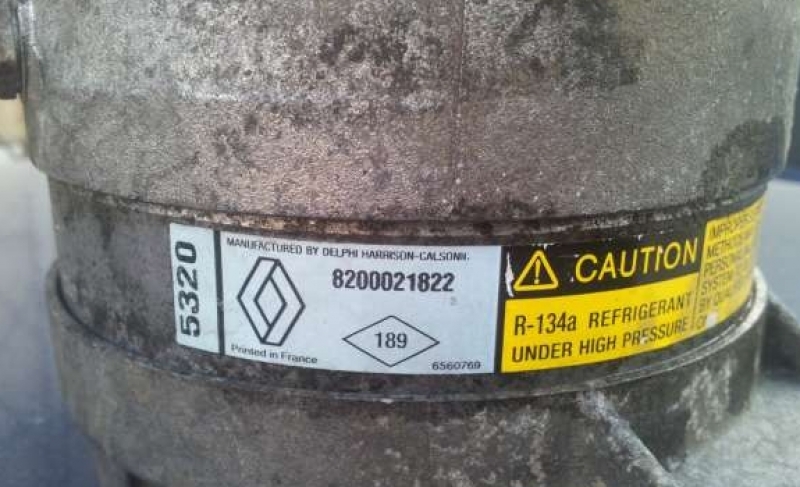 5320
MANUFACTURED BY DELPHI HARRISON-CALSONIC
8200021822
189
Printed in France
6560769
CAUTION
R-134a REFRIGERANT
UNDER HIGH PRESSURE